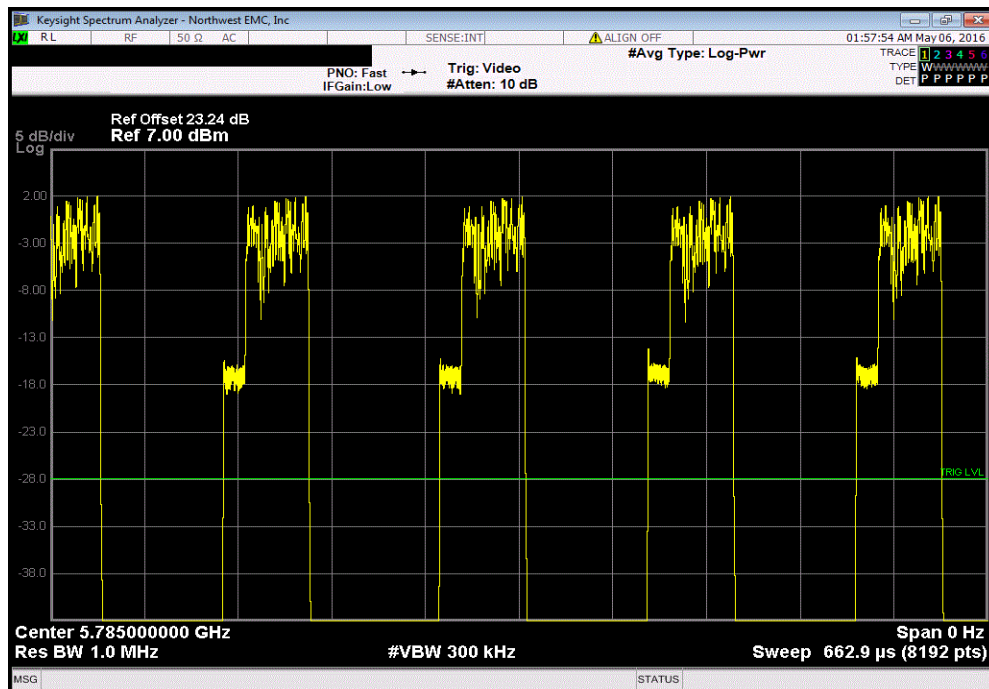 Keysight Spectrum Analyzer - Northwest EMC, Inc
LXI RL RF 50 Ω AC SENSE:INT ALIGN OFF 01:57:54 AM May 06, 2016
#Avg Type: Log-Pwr TRACE 1 2 3 4 5 6
PNO: Fast Trig: Video TYPE WWWWWW
IFGain:Low #Atten: 10 dB DET P P P P P P
Ref Offset 23.24 dB
5 dB/div Ref 7.00 dBm
Log
2.00
-3.00
-8.00
-13.0
-18.0
-28.0 TRIG LVL
-23.0
-33.0
-38.0
Center 5.785000000 GHz Span 0 Hz
Res BW 1.0 MHz #VBW 300 kHz Sweep 662.9 µs (8192 pts)
MSG STATUS